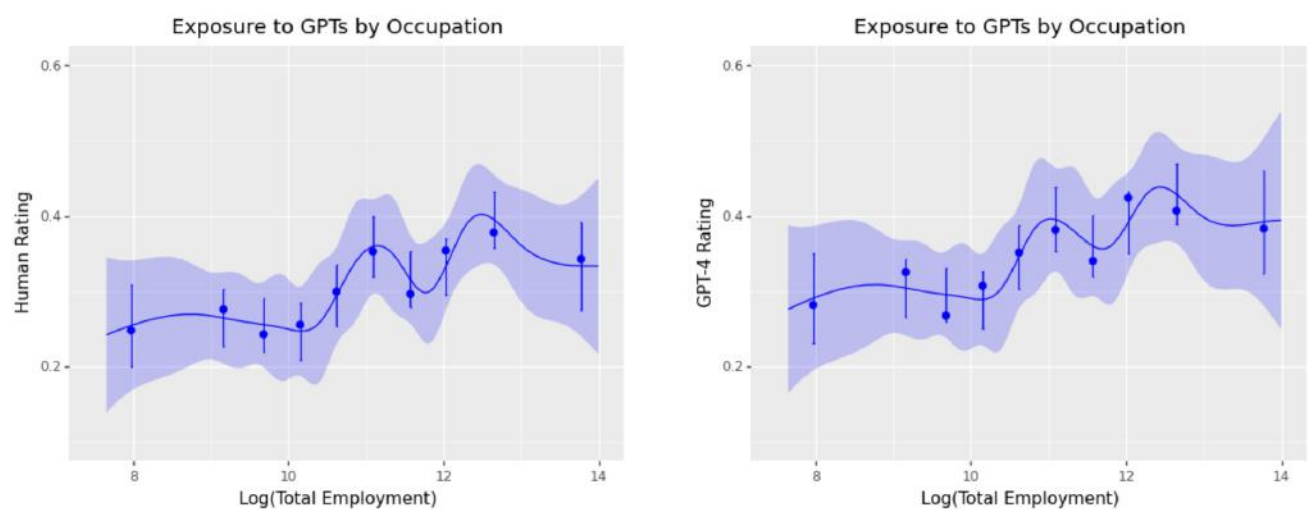 Exposure to GPTs by Occupation
0.6
0.4
0.2
Human Rating
8
10
12
14
Log(Total Employment)
Exposure to GPTs by Occupation
0.6
0.4
0.2
GPT-4 Rating
8
10
12
14
Log(Total Employment)